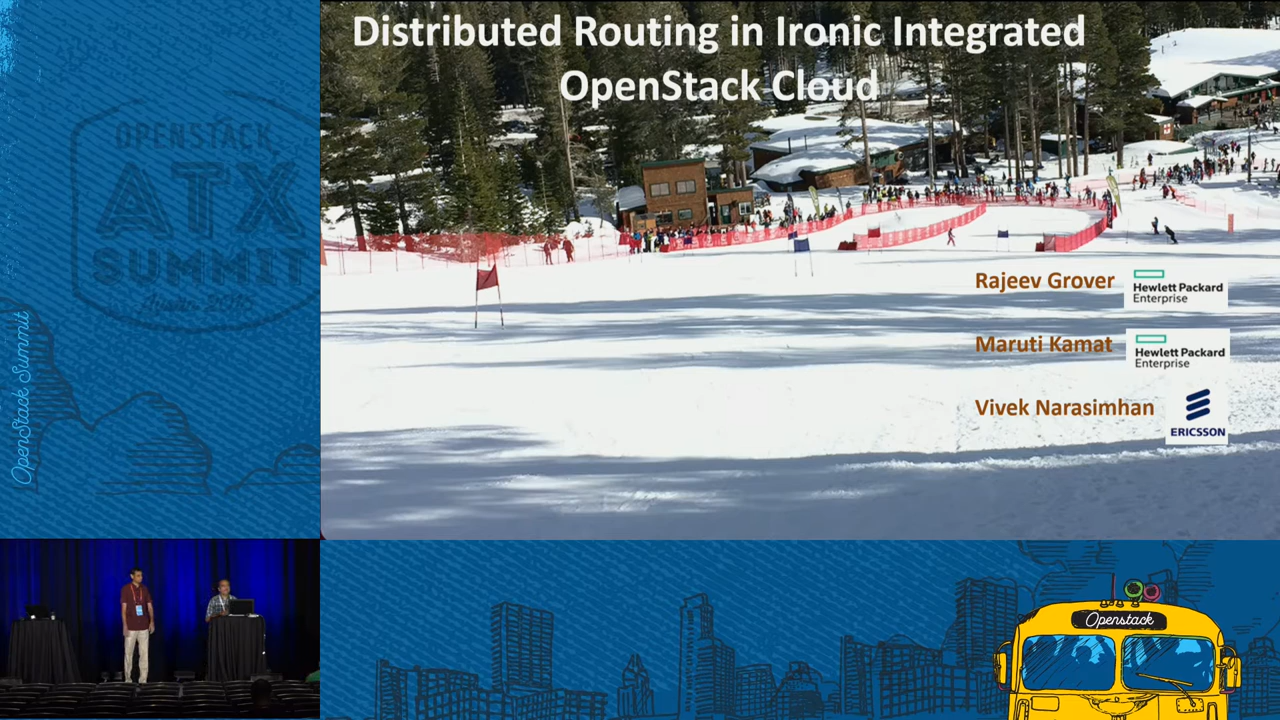 Distributed Routing in Ironic Integrated
OpenStack Cloud
Rajeev Grover
Hewlett Packard
Enterprise
Maruti Kamat
Hewlett Packard
Enterprise
Vivek Narasimhan
ERICSSON
OPENSTACK
ATX
SUMMIT
OpenStack Summit
Openstack